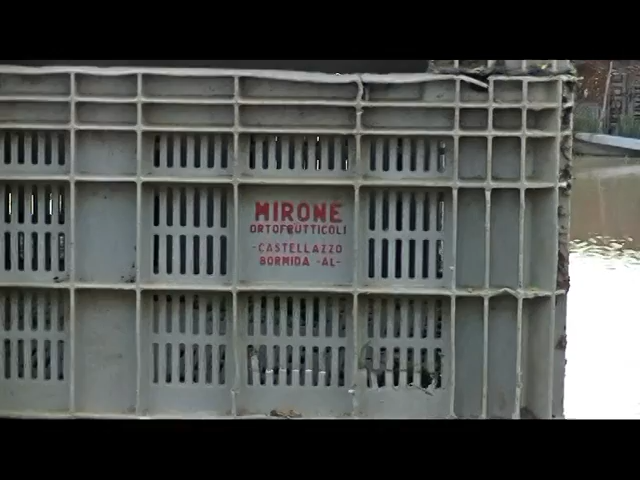 MIRONE
ORTOFRUTTICOLI
-CASTELLAZZO
BORMIDA -AL-